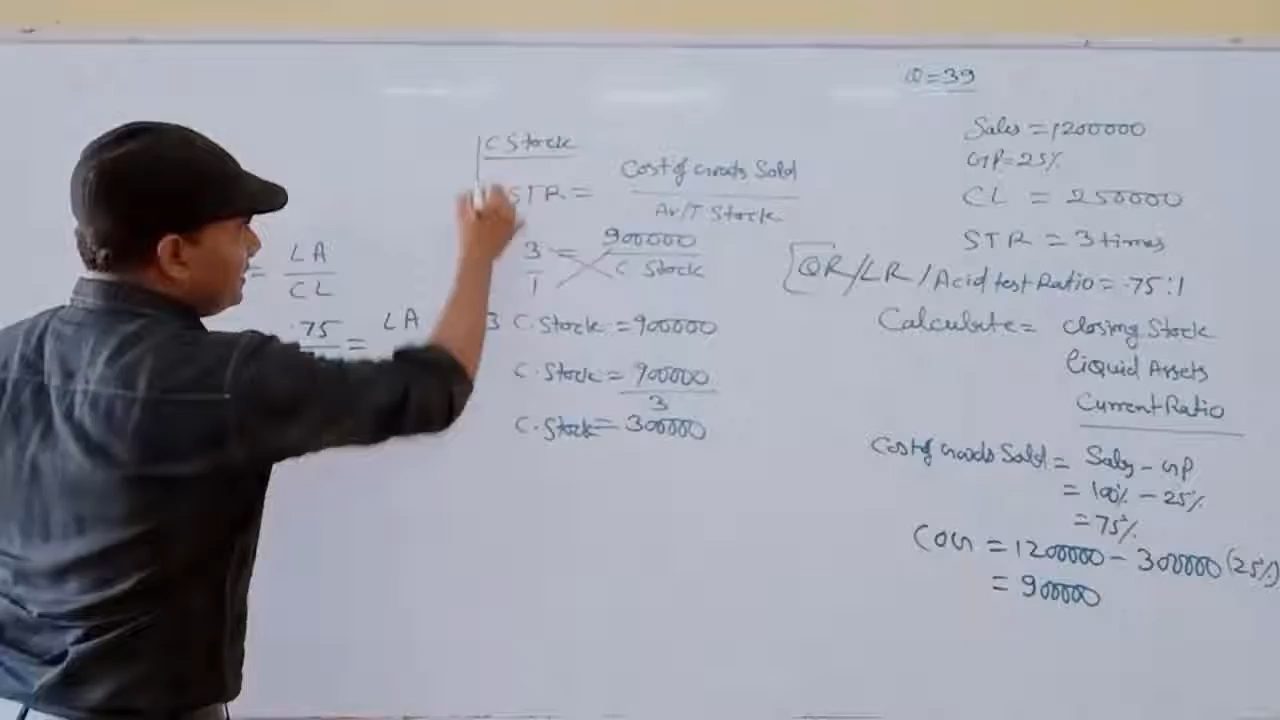 Q=39
Sales = 1200000
GP=25%
CL = 250000
STR = 3 times
QR/LR/Acid test Ratio = .75:1
Calculate = Closing Stock
Liquid Assets
Current Ratio
Cost of Goods Sold = Sales - GP
= 100% - 25%
= 75%
COG = 1200000 - 300000 (25%)
= 900000
C Stock
STR = Cost of Goods Sold
Av/T Stock
3 = 900000
1 C Stock
3 C.Stock = 900000
C.Stock = 900000
3
C.Stock = 300000
= LA
CL
.75 = LA